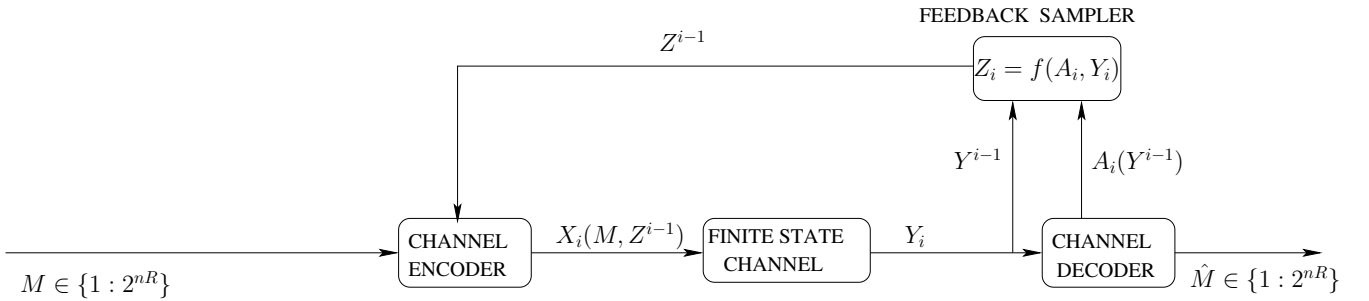 FEEDBACK SAMPLER
Z^{i-1}
Z_i = f(A_i, Y_i)
Y^{i-1}
A_i(Y^{i-1})
CHANNEL
ENCODER
X_i(M, Z^{i-1})
FINITE STATE
CHANNEL
Y_i
CHANNEL
DECODER
M ∈ {1 : 2^{nR}}
M̂ ∈ {1 : 2^{nR}}